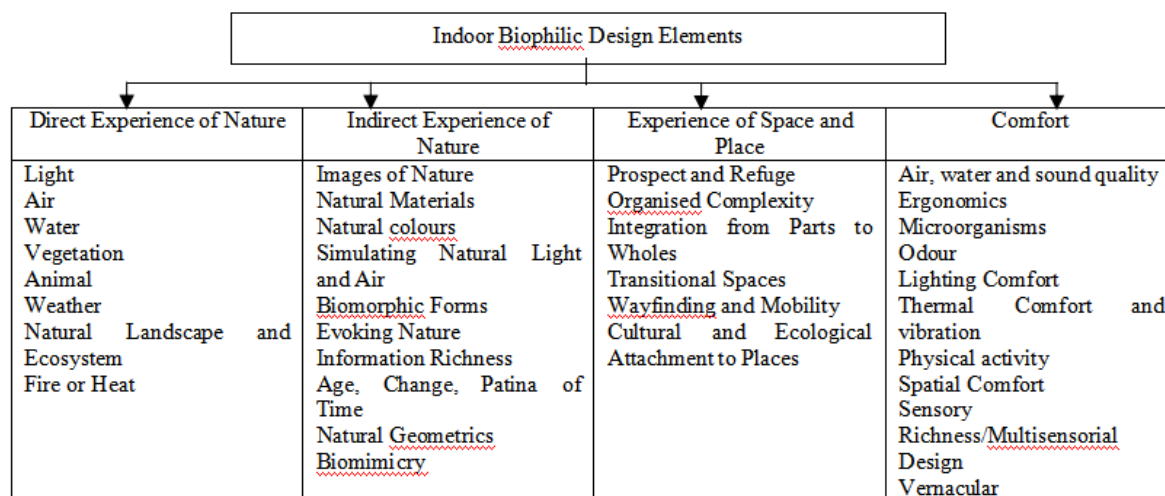 Indoor Biophilic Design Elements
Direct Experience of Nature
Light
Air
Water
Vegetation
Animal
Weather
Natural Landscape and
Ecosystem
Fire or Heat
Indirect Experience of
Nature
Images of Nature
Natural Materials
Natural colours
Simulating Natural Light
and Air
Biomorphic Forms
Evoking Nature
Information Richness
Age, Change, Patina of
Time
Natural Geometrics
Biomimicry
Experience of Space and
Place
Prospect and Refuge
Organised Complexity
Integration from Parts to
Wholes
Transitional Spaces
Wayfinding and Mobility
Cultural and Ecological
Attachment to Places
Comfort
Air, water and sound quality
Ergonomics
Microorganisms
Odour
Lighting Comfort
Thermal Comfort and
vibration
Physical activity
Spatial Comfort
Sensory
Richness/Multisensorial
Design
Vernacular